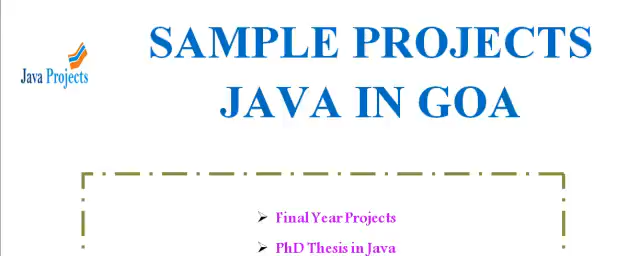 SAMPLE PROJECTS
JAVA IN GOA
Java Projects
Final Year Projects
PhD Thesis in Java